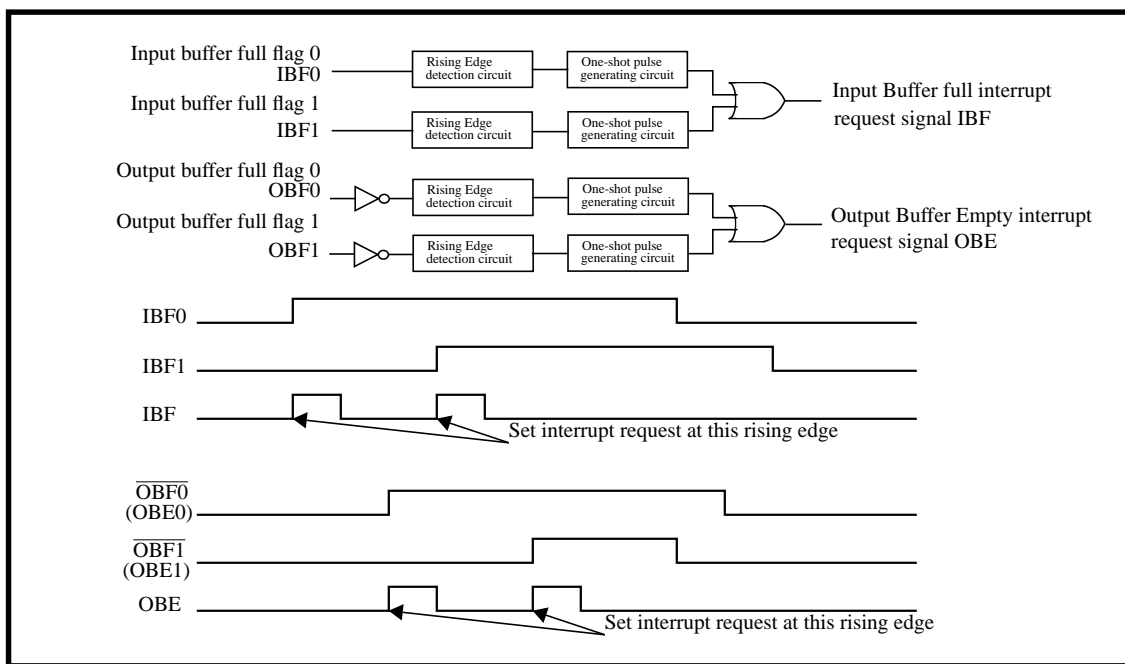 Input buffer full flag 0
IBF0
Rising Edge
detection circuit
One-shot pulse
generating circuit
Input buffer full flag 1
IBF1
Rising Edge
detection circuit
One-shot pulse
generating circuit
Input Buffer full interrupt
request signal IBF
Output buffer full flag 0
OBF0
Rising Edge
detection circuit
One-shot pulse
generating circuit
Output buffer full flag 1
OBF1
Rising Edge
detection circuit
One-shot pulse
generating circuit
Output Buffer Empty interrupt
request signal OBE
IBF0
IBF1
IBF
Set interrupt request at this rising edge
O̅B̅F̅0̅
(OBE0)
O̅B̅F̅1̅
(OBE1)
OBE
Set interrupt request at this rising edge